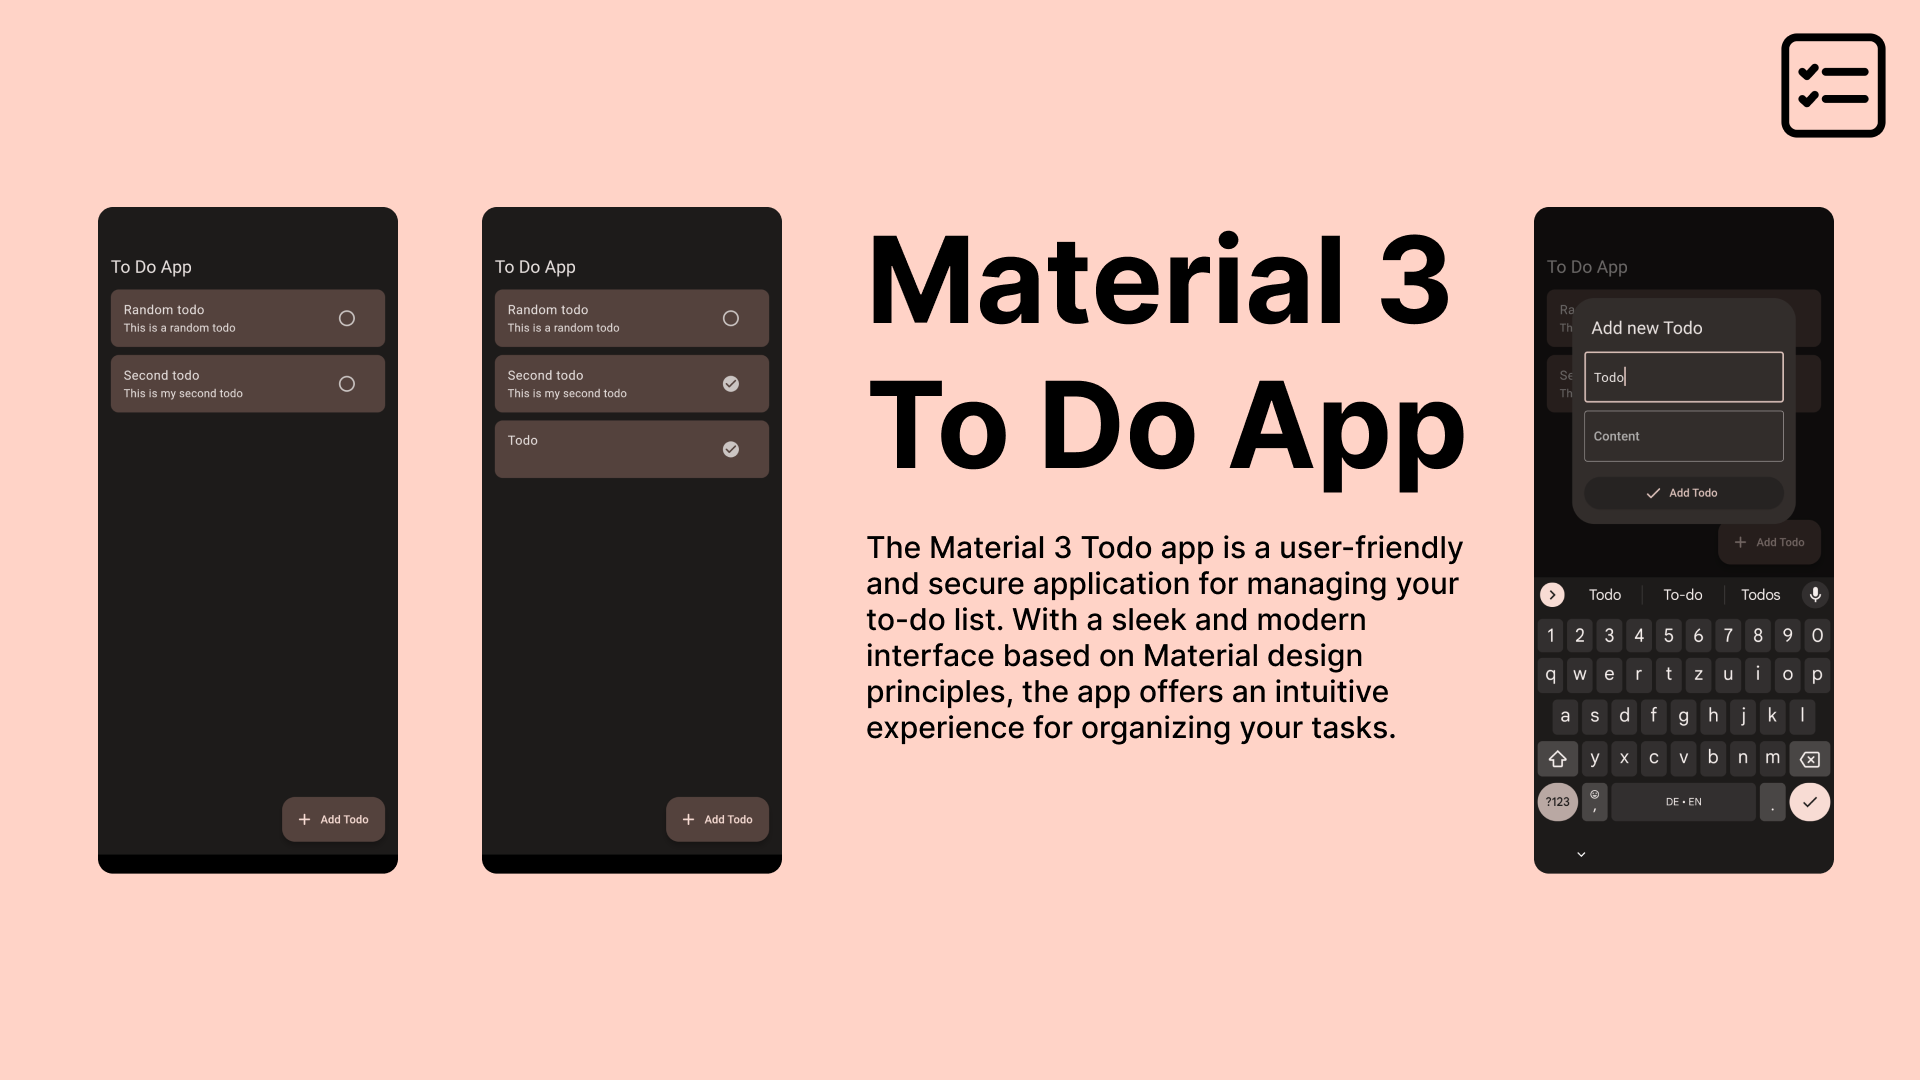 To Do App
Random todo
This is a random todo
Second todo
This is my second todo
Add Todo
To Do App
Random todo
This is a random todo
Second todo
This is my second todo
Todo
Add Todo
Material 3
To Do App
The Material 3 Todo app is a user-friendly
and secure application for managing your
to-do list. With a sleek and modern
interface based on Material design
principles, the app offers an intuitive
experience for organizing your tasks.
To Do App
Ra
Th
Se
Th
Add new Todo
Todo
Content
Add Todo
Add Todo
Todo To-do Todos
1 2 3 4 5 6 7 8 9 0
q w e r t z u i o p
a s d f g h j k l
y x c v b n m
?123 , DE • EN .